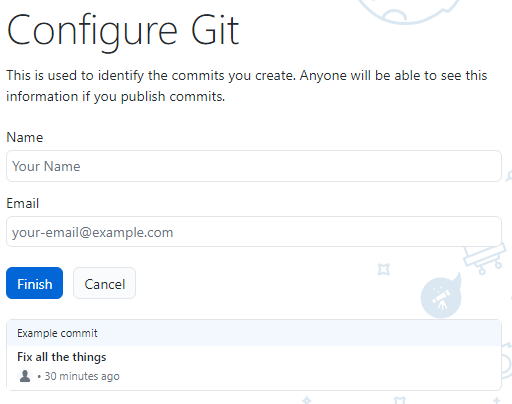 Configure Git
This is used to identify the commits you create. Anyone will be able to see this
information if you publish commits.
Name
Your Name
Email
your-email@example.com
Finish Cancel
Example commit
Fix all the things
• 30 minutes ago